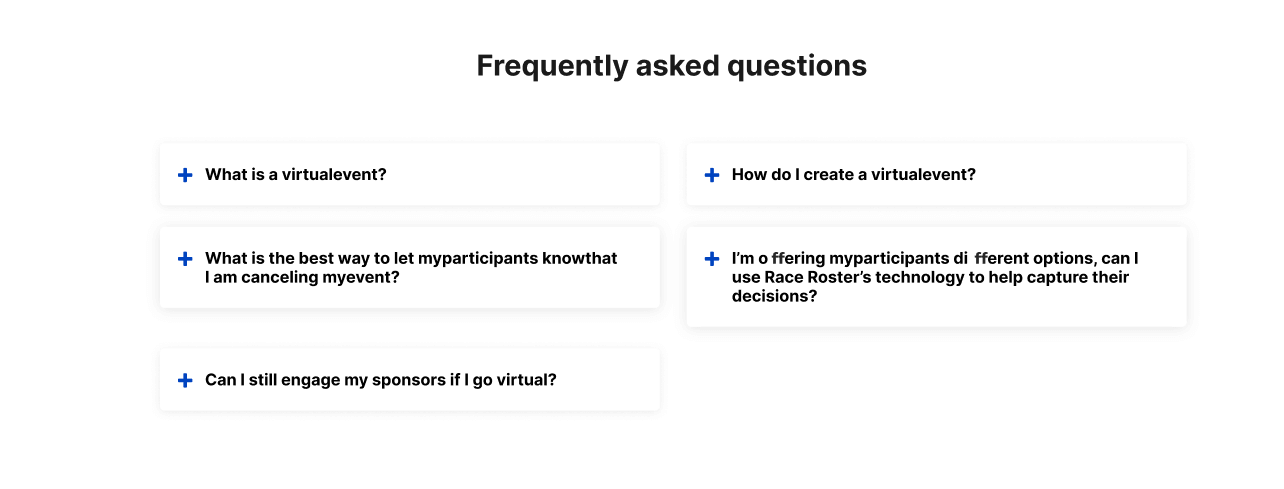 Frequently asked questions
What is a virtualevent?
How do I create a virtualevent?
What is the best way to let myparticipants knowthat
I am canceling myevent?
I’m o ffering myparticipants di fferent options, can I
use Race Roster’s technology to help capture their
decisions?
Can I still engage my sponsors if I go virtual?